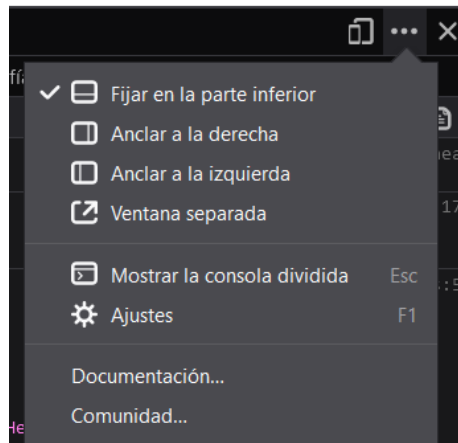 Fijar en la parte inferior
Anclar a la derecha
Anclar a la izquierda
Ventana separada
Mostrar la consola dividida Esc
Ajustes F1
Documentación...
Comunidad...